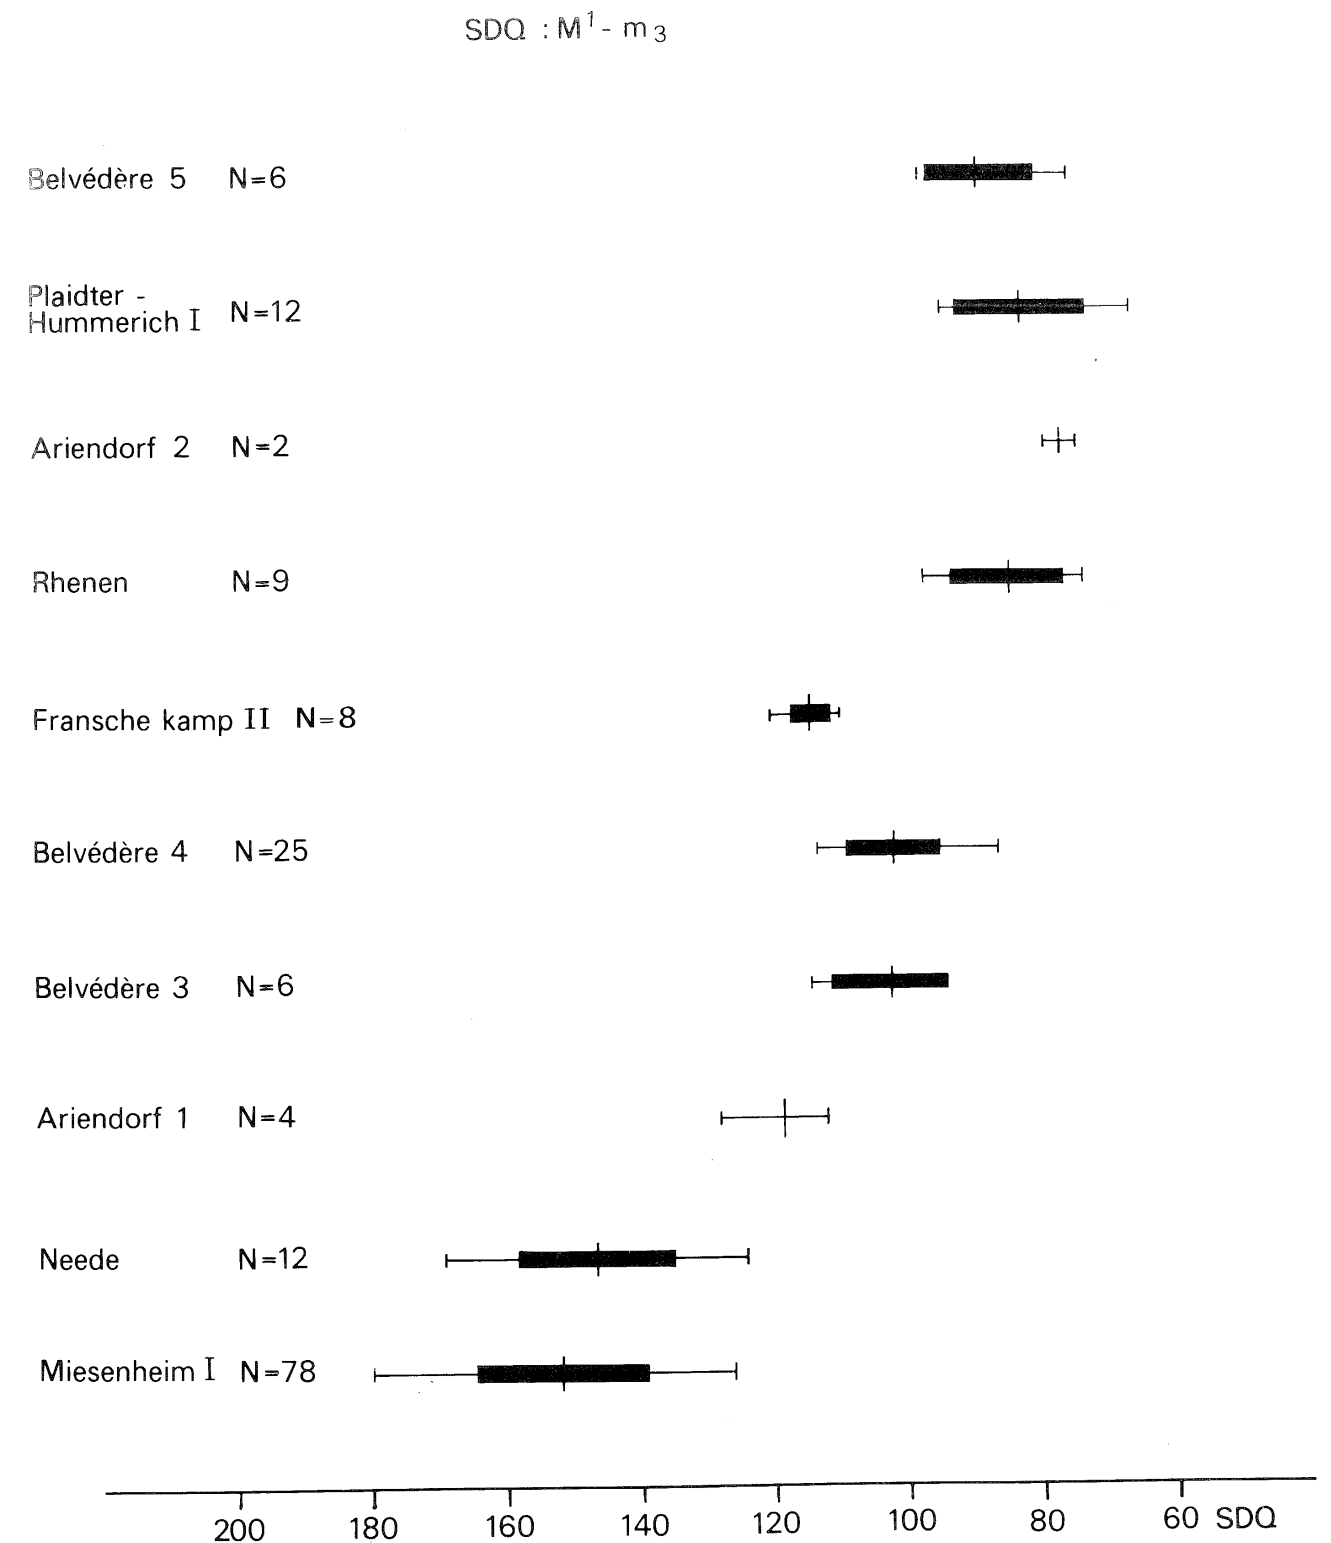 SDQ : M¹ - m₃
Belvédère 5 N=6
Plaidter -
Hummerich I N=12
Ariendorf 2 N=2
Rhenen N=9
Fransche kamp II N=8
Belvédère 4 N=25
Belvédère 3 N=6
Ariendorf 1 N=4
Neede N=12
Miesenheim I N=78
200 180 160 140 120 100 80 60 SDQ